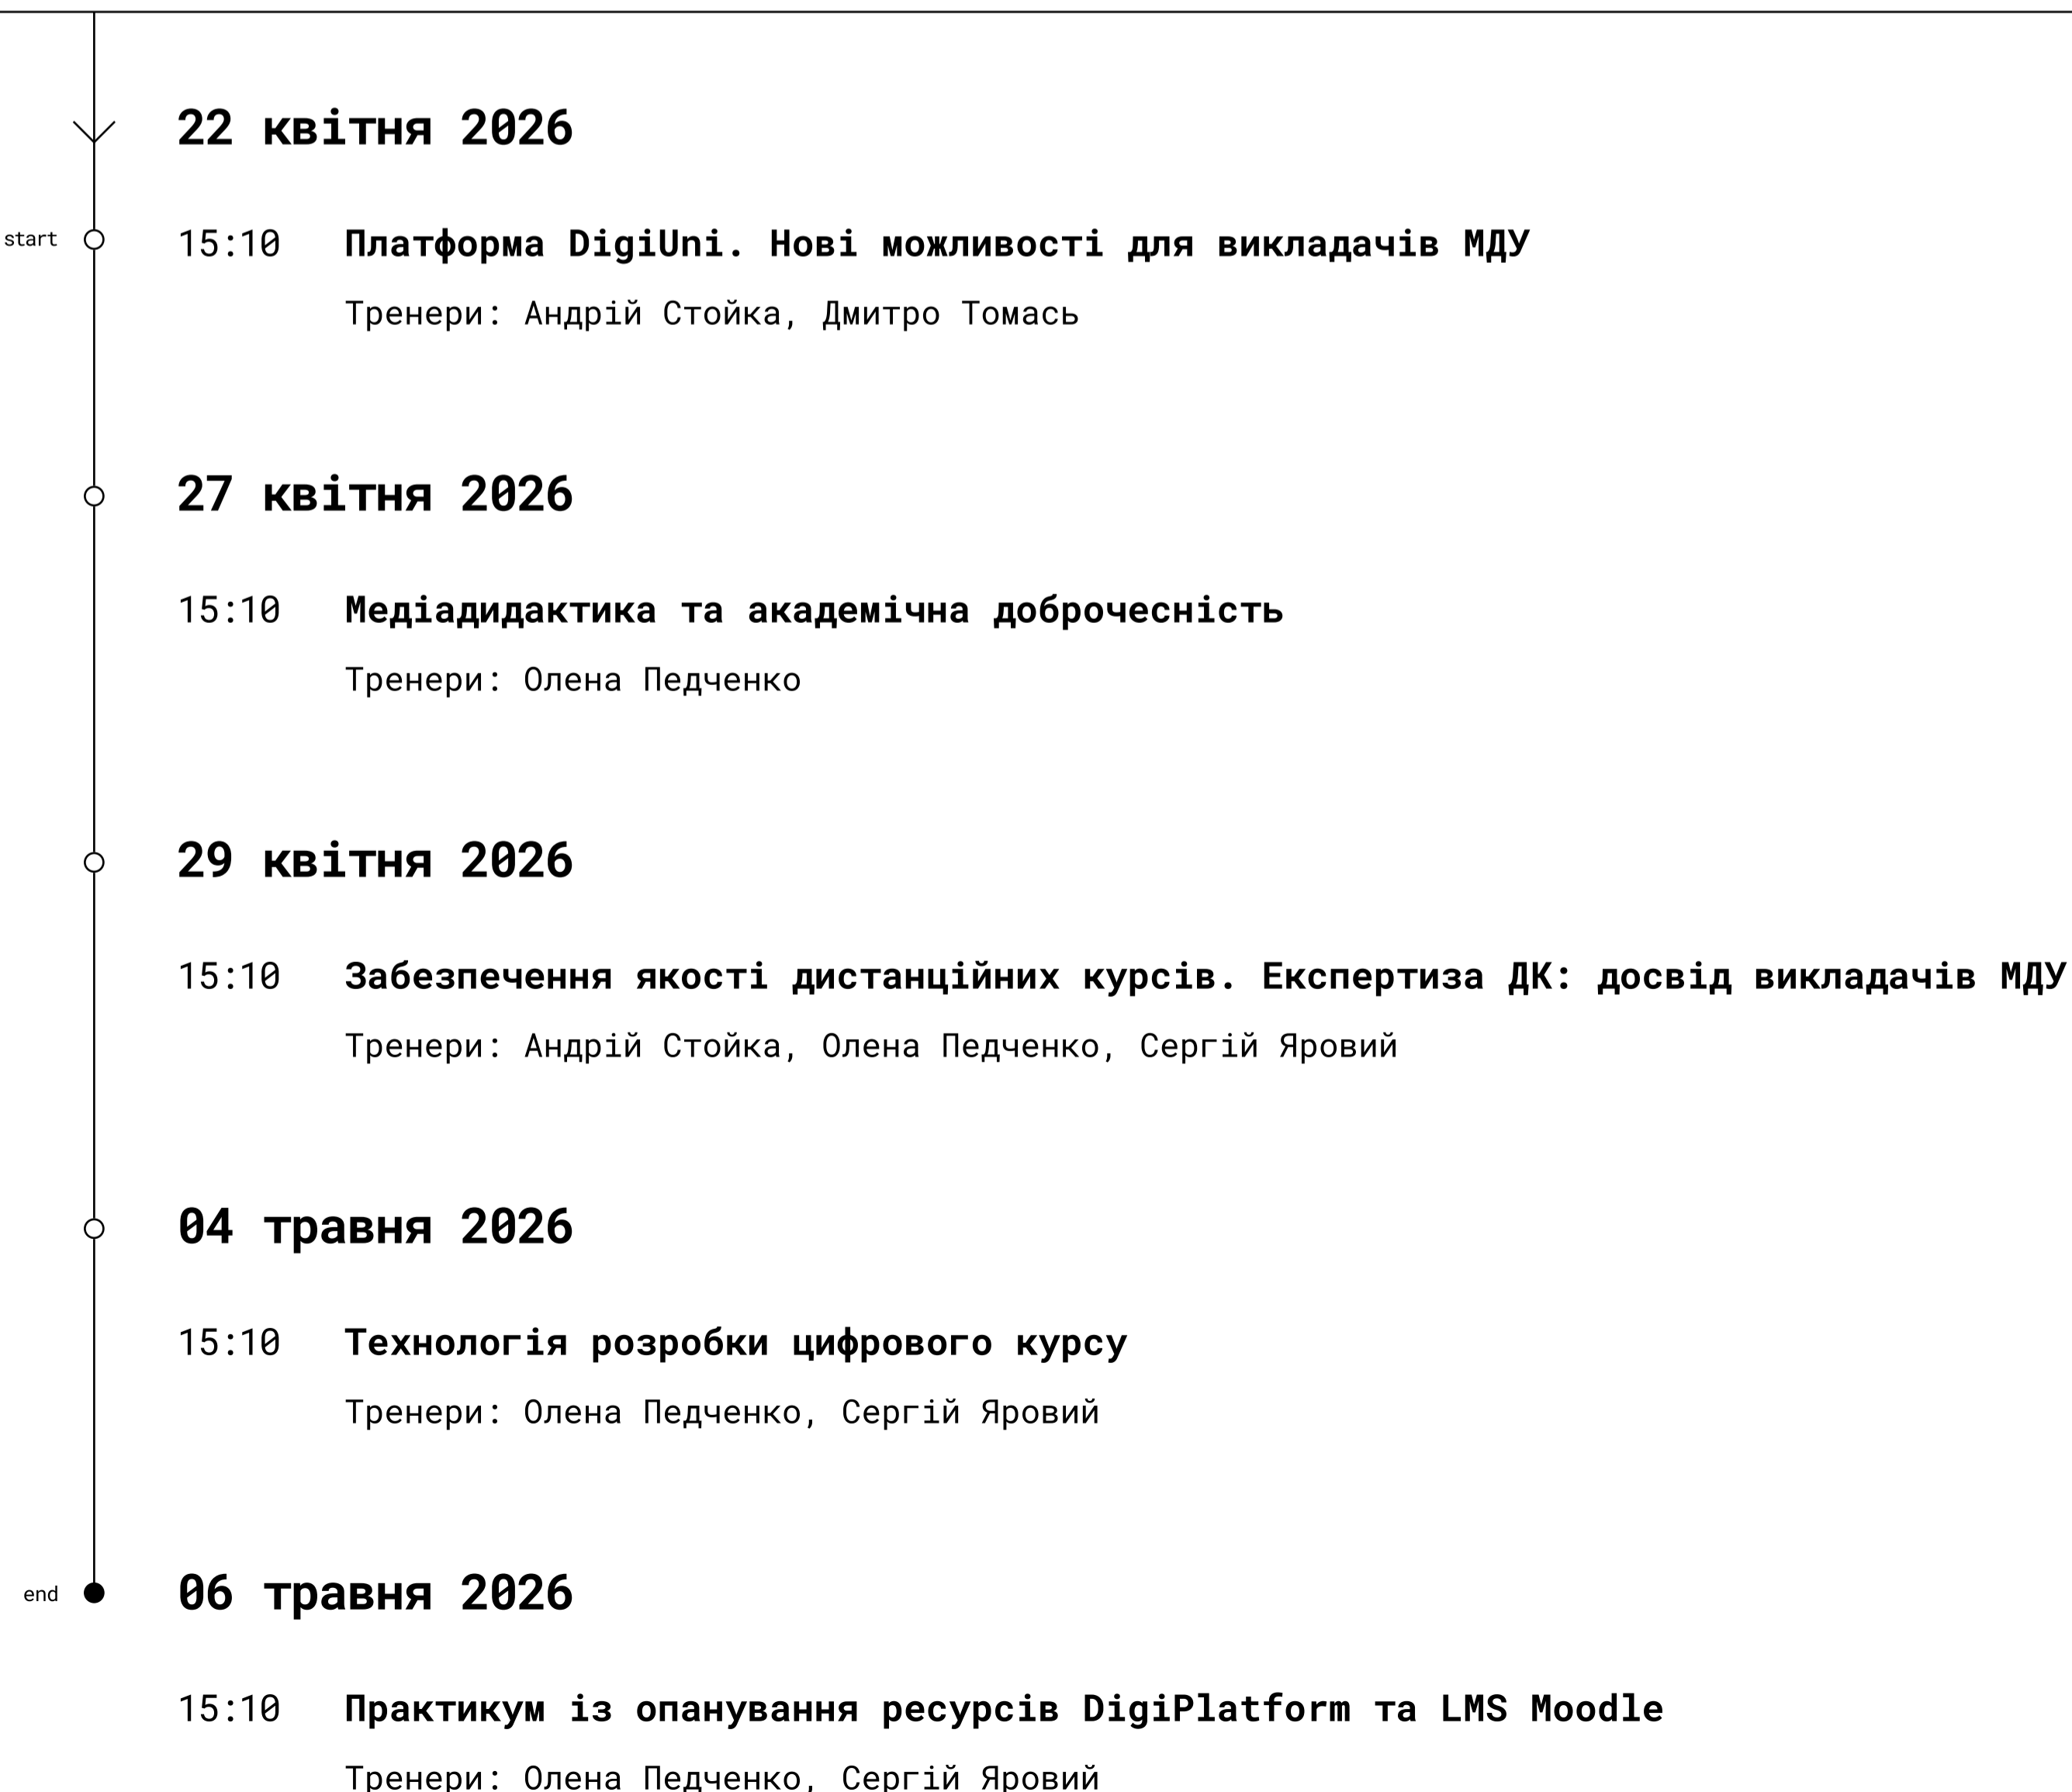 22 квітня 2026
start
15:10 Платформа DigiUni. Нові можливості для викладачів МДУ
Тренери: Андрій Стойка, Дмитро Томась
27 квітня 2026
15:10 Медіадидактика та академічна доброчесність
Тренери: Олена Педченко
29 квітня 2026
15:10 Забезпечення якості дистанційних курсів. Експертиза ДК: досвід викладачів МДУ
Тренери: Андрій Стойка, Олена Педченко, Сергій Яровий
04 травня 2026
15:10 Технологія розробки цифрового курсу
Тренери: Олена Педченко, Сергій Яровий
end 06 травня 2026
15:10 Практикум із опанування ресурсів DigiPlatform та LMS Moodle
Тренери: Олена Педченко, Сергій Яровий